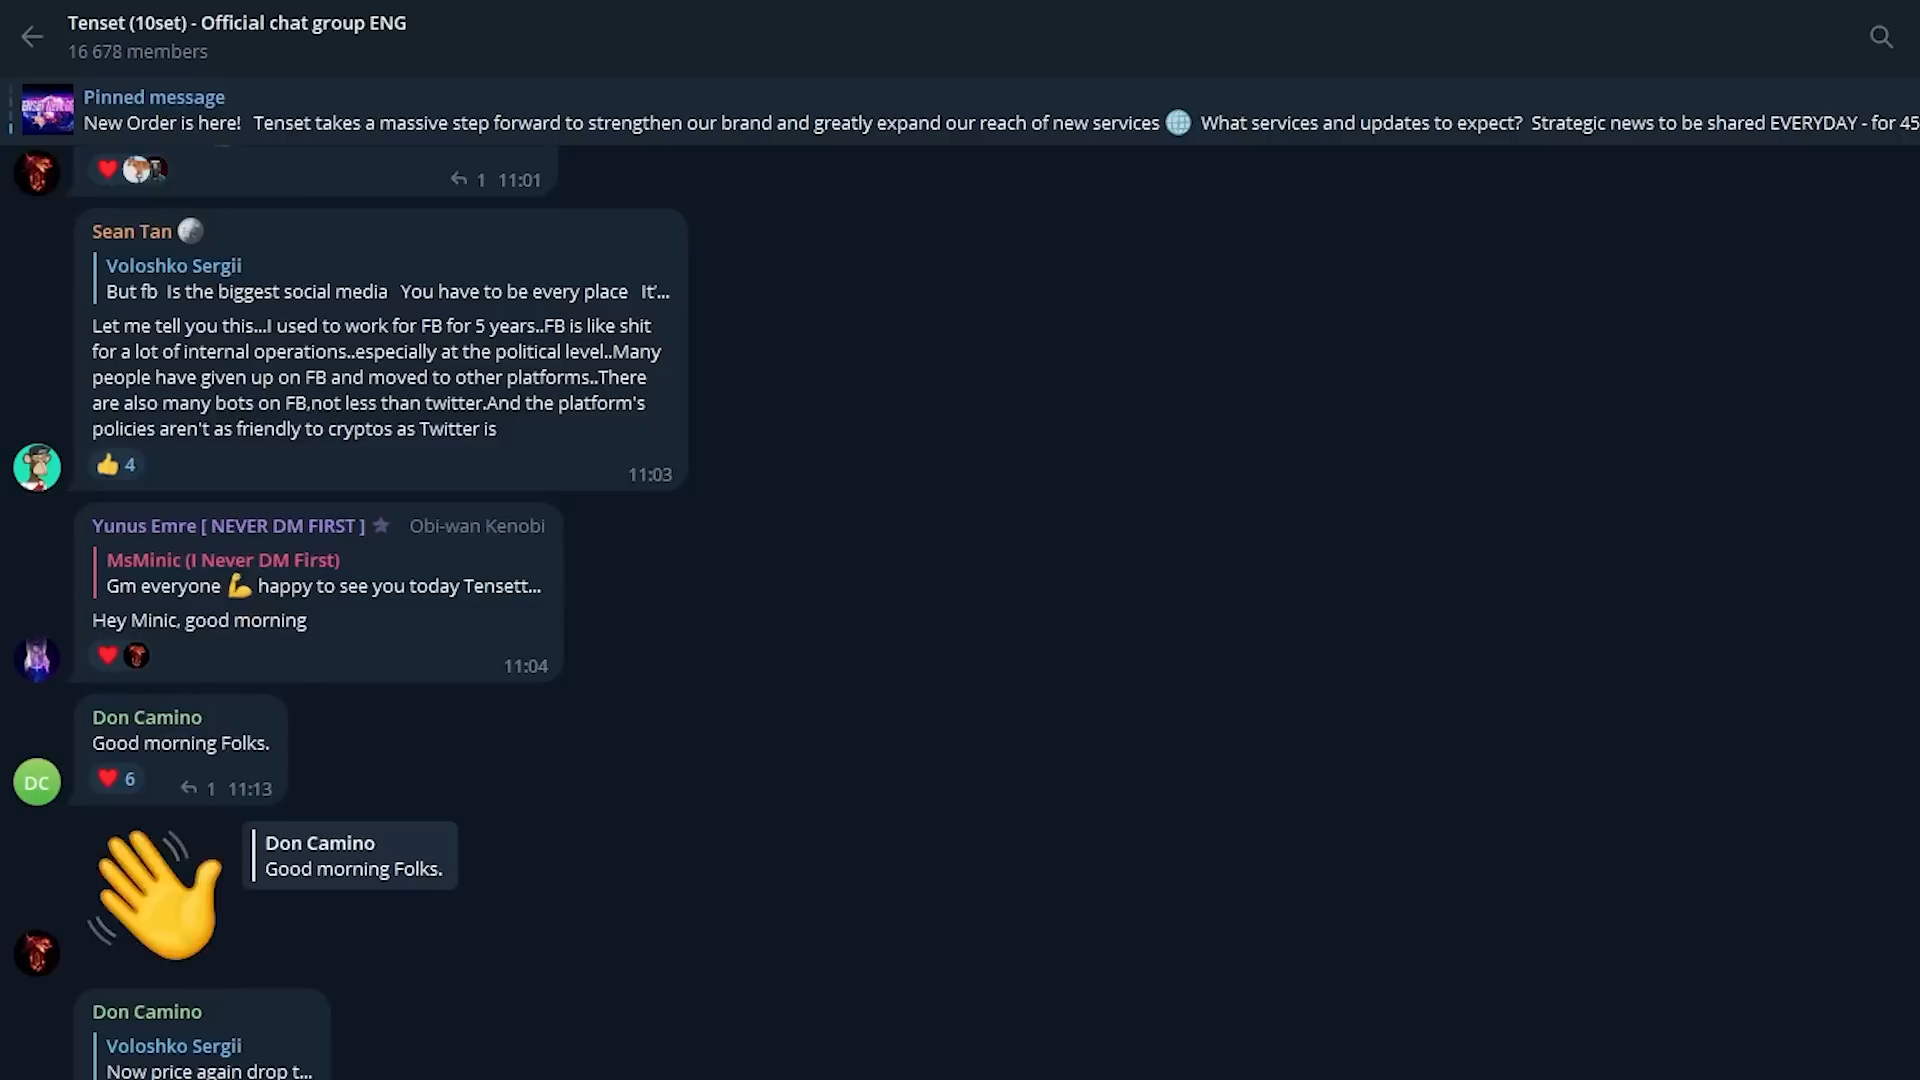 Tenset (10set) - Official chat group ENG
16 678 members
Pinned message
New Order is here! Tenset takes a massive step forward to strengthen our brand and greatly expand our reach of new services 🌐 What services and updates to expect? Strategic news to be shared EVERYDAY - for 45
❤️ 1 11:01
Sean Tan 🌕
Voloshko Sergii
But fb Is the biggest social media You have to be every place It'...
Let me tell you this...I used to work for FB for 5 years..FB is like shit
for a lot of internal operations..especially at the political level..Many
people have given up on FB and moved to other platforms..There
are also many bots on FB,not less than twitter.And the platform's
policies aren't as friendly to cryptos as Twitter is
👍 4
11:03
Yunus Emre [ NEVER DM FIRST ] ★ Obi-wan Kenobi
MsMinic (I Never DM First)
Gm everyone 💪 happy to see you today Tensett...
Hey Minic, good morning
❤️
11:04
Don Camino
Good morning Folks.
DC
❤️ 6 1 11:13
👋
Don Camino
Good morning Folks.
Don Camino
Voloshko Sergii
Now price again drop t...